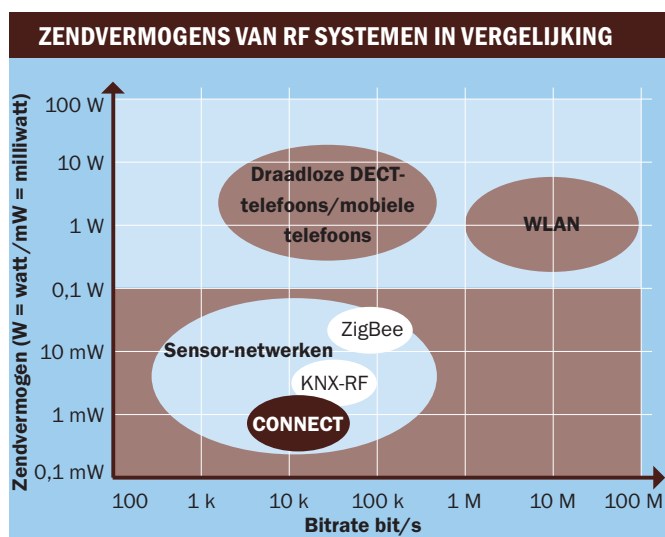 ZENDVERMOGENS VAN RF SYSTEMEN IN VERGELIJKING
Zendvermogen (W = watt /mW = milliwatt)
100 W
10 W
1 W
0,1 W
10 mW
1 mW
0,1 mW
Draadloze DECT-
telefoons/mobiele
telefoons
WLAN
ZigBee
Sensor-netwerken
KNX-RF
CONNECT
100 1 k 10 k 100 k 1 M 10 M 100 M
Bitrate bit/s